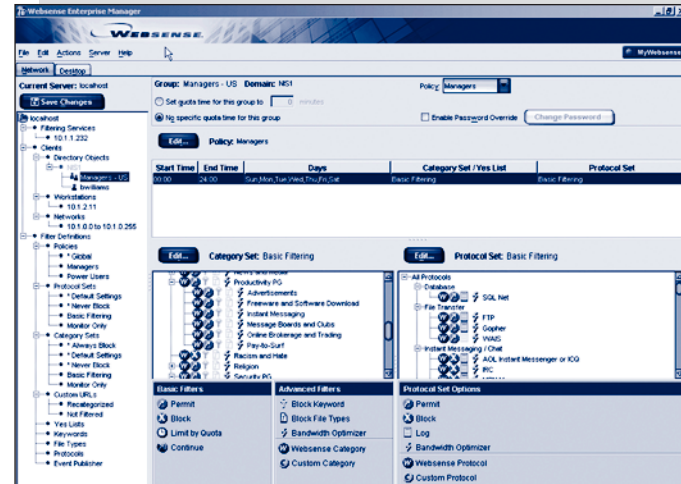 Websense Enterprise Manager
WEBSENSE.
File Edit Actions Server Help
MyWebsense
Network Desktop
Current Server: localhost
Save Changes
localhost
Filtering Services
10.1.1.232
Clients
Directory Objects
NIS1
Managers - US
bwilliams
Workstations
10.1.2.11
Networks
10.1.0.0 to 10.1.0.255
Filter Definitions
Policies
* Global
Managers
Power Users
Protocol Sets
* Default Settings
* Never Block
Basic Filtering
Monitor Only
Category Sets
* Always Block
* Default Settings
* Never Block
Basic Filtering
Monitor Only
Custom URLs
Recategorized
Not Filtered
Yes Lists
Keywords
File Types
Protocols
Event Publisher
Group: Managers - US Domain: NIS1
Policy: Managers
Set quota time for this group to 0 minutes
No specific quota time for this group
Enable Password Override Change Password
Edit... Policy: Managers
Start Time End Time Days Category Set / Yes List Protocol Set
00:00 24:00 Sun,Mon,Tue,Wed,Thu,Fri,Sat Basic Filtering Basic Filtering
Edit... Category Set: Basic Filtering
News and Media
Productivity PG
Advertisements
Freeware and Software Download
Instant Messaging
Message Boards and Clubs
Online Brokerage and Trading
Pay-to-Surf
Racism and Hate
Religion
Security PG
Edit... Protocol Set: Basic Filtering
All Protocols
Database
SQL Net
File Transfer
FTP
Gopher
WAIS
Instant Messaging / Chat
AOL Instant Messenger or ICQ
IRC
Basic Filters
Permit
Block
Limit by Quota
Continue
Advanced Filters
Block Keyword
Block File Types
Bandwidth Optimizer
Websense Category
Custom Category
Protocol Set Options
Permit
Block
Log
Bandwidth Optimizer
Websense Protocol
Custom Protocol